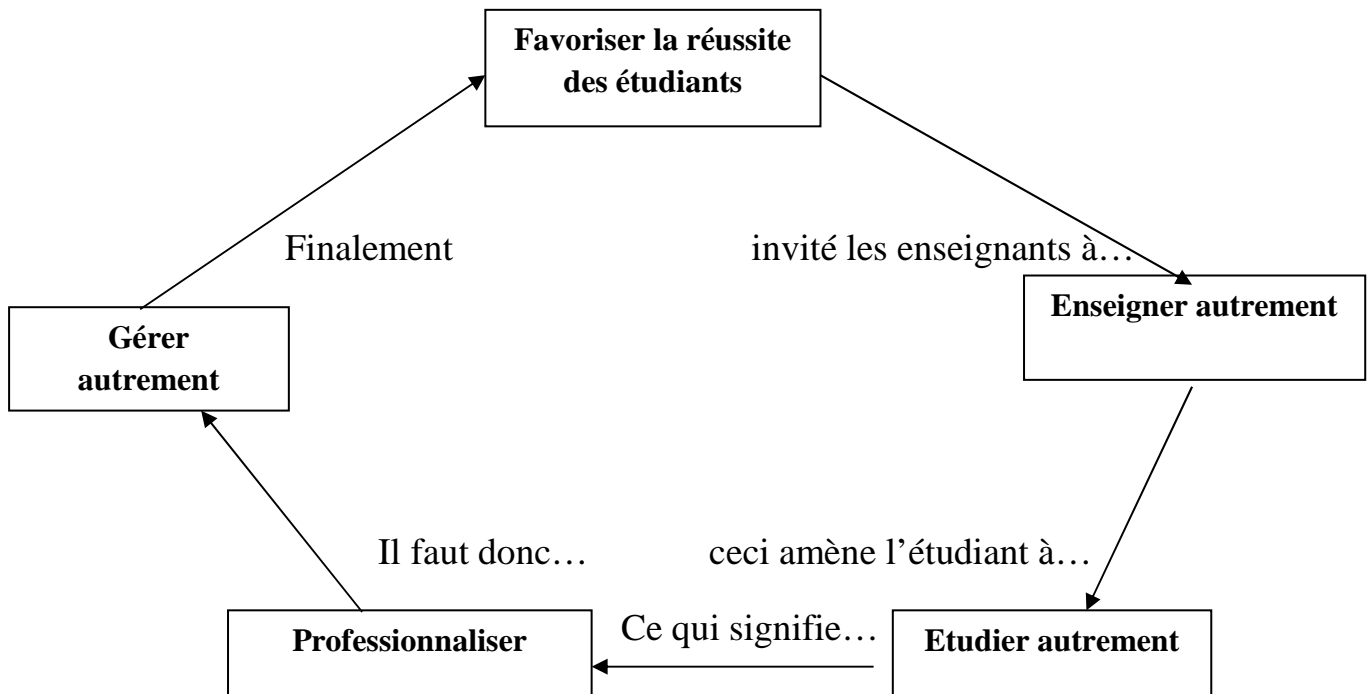 Favoriser la réussite
des étudiants
Finalement
invité les enseignants à…
Enseigner autrement
Gérer
autrement
Il faut donc…
ceci amène l’étudiant à…
Professionnaliser
Ce qui signifie…
Etudier autrement